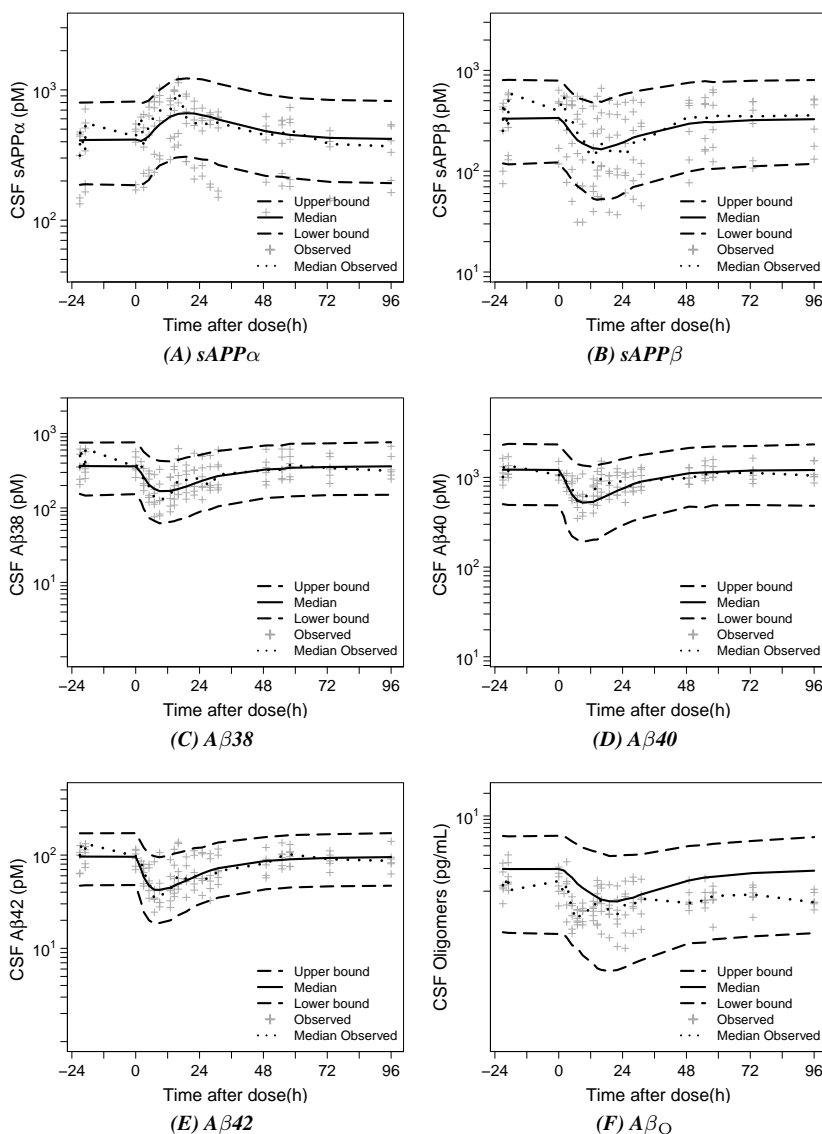 CSF sAPPα (pM)
10³
10²
Upper bound
Median
Lower bound
Observed
Median Observed
−24 0 24 48 72 96
Time after dose(h)
(A) sAPPα
CSF sAPPβ (pM)
10³
10²
10¹
Upper bound
Median
Lower bound
Observed
Median Observed
−24 0 24 48 72 96
Time after dose(h)
(B) sAPPβ
CSF Aβ38 (pM)
10³
10²
10¹
Upper bound
Median
Lower bound
Observed
Median Observed
−24 0 24 48 72 96
Time after dose(h)
(C) Aβ38
CSF Aβ40 (pM)
10³
10²
10¹
Upper bound
Median
Lower bound
Observed
Median Observed
−24 0 24 48 72 96
Time after dose(h)
(D) Aβ40
CSF Aβ42 (pM)
10²
10¹
Upper bound
Median
Lower bound
Observed
Median Observed
−24 0 24 48 72 96
Time after dose(h)
(E) Aβ42
CSF Oligomers (pg/mL)
10¹
Upper bound
Median
Lower bound
Observed
Median Observed
−24 0 24 48 72 96
Time after dose(h)
(F) Aβ_O